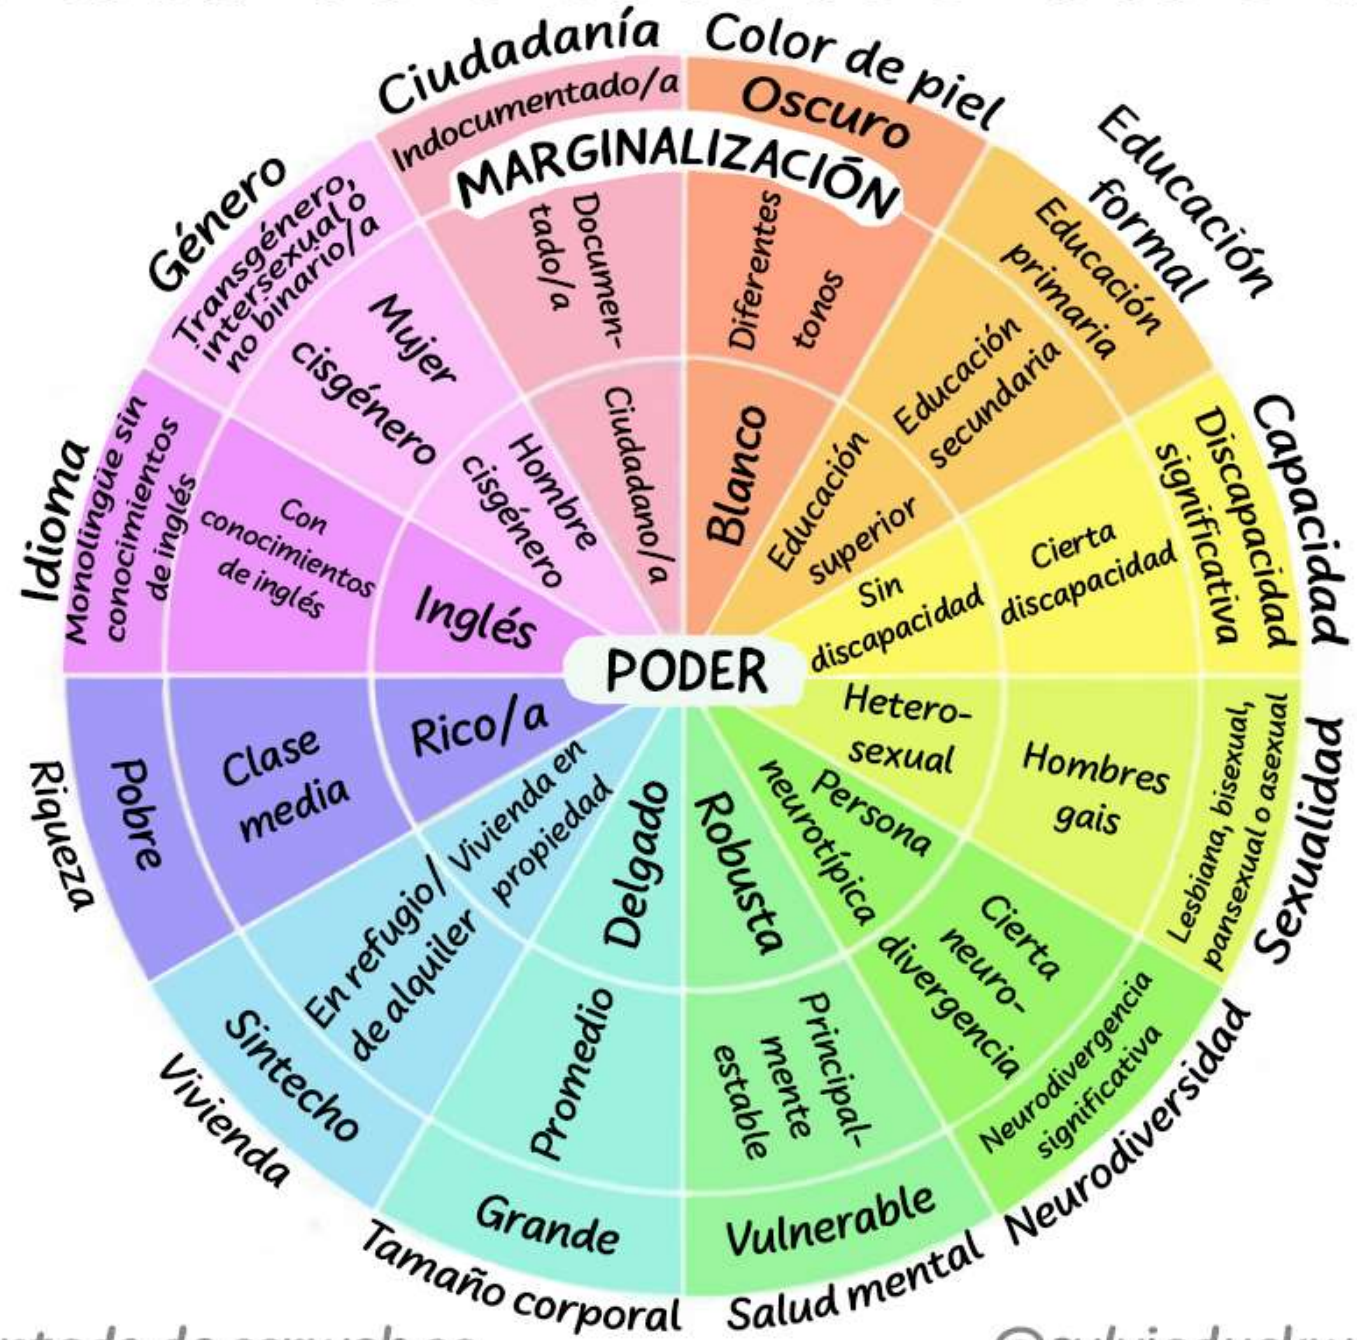 Ciudadanía
Indocumentado/a
Documen-
tado/a
Ciudadano/a
Color de piel
Oscuro
Diferentes
tonos
Blanco
Educación
formal
Educación
primaria
Educación
secundaria
Educación
superior
Capacidad
Discapacidad
significativa
Cierta
discapacidad
Sin
discapacidad
Sexualidad
Lesbiana, bisexual,
pansexual o asexual
Hombres
gais
Hetero-
sexual
Neurodiversidad
Neurodivergencia
significativa
Cierta
neuro-
divergencia
Persona
neurotípica
Salud mental
Vulnerable
Principal-
mente
estable
Robusta
Tamaño corporal
Grande
Promedio
Delgado
Vivienda
Sintecho
En refugio/
de alquiler
Vivienda en
propiedad
Riqueza
Pobre
Clase
media
Rico/a
Idioma
Monolingüe sin
conocimientos
de inglés
Con
conocimientos
de inglés
Inglés
Género
Transgénero,
intersexual o
no binario/a
Mujer
cisgénero
Hombre
cisgénero
MARGINALIZACIÓN
PODER